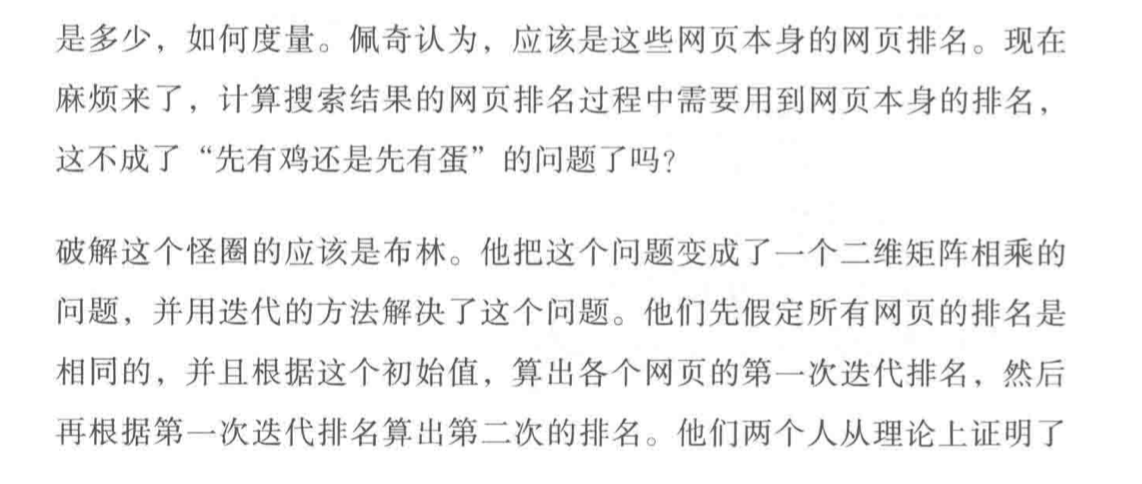 是多少，如何度量。佩奇认为，应该是这些网页本身的网页排名。现在
麻烦来了，计算搜索结果的网页排名过程中需要用到网页本身的排名，
这不成了“先有鸡还是先有蛋”的问题了吗？
破解这个怪圈的应该是布林。他把这个问题变成了一个二维矩阵相乘的
问题，并用迭代的方法解决了这个问题。他们先假定所有网页的排名是
相同的，并且根据这个初始值，算出各个网页的第一次迭代排名，然后
再根据第一次迭代排名算出第二次的排名。他们两个人从理论上证明了